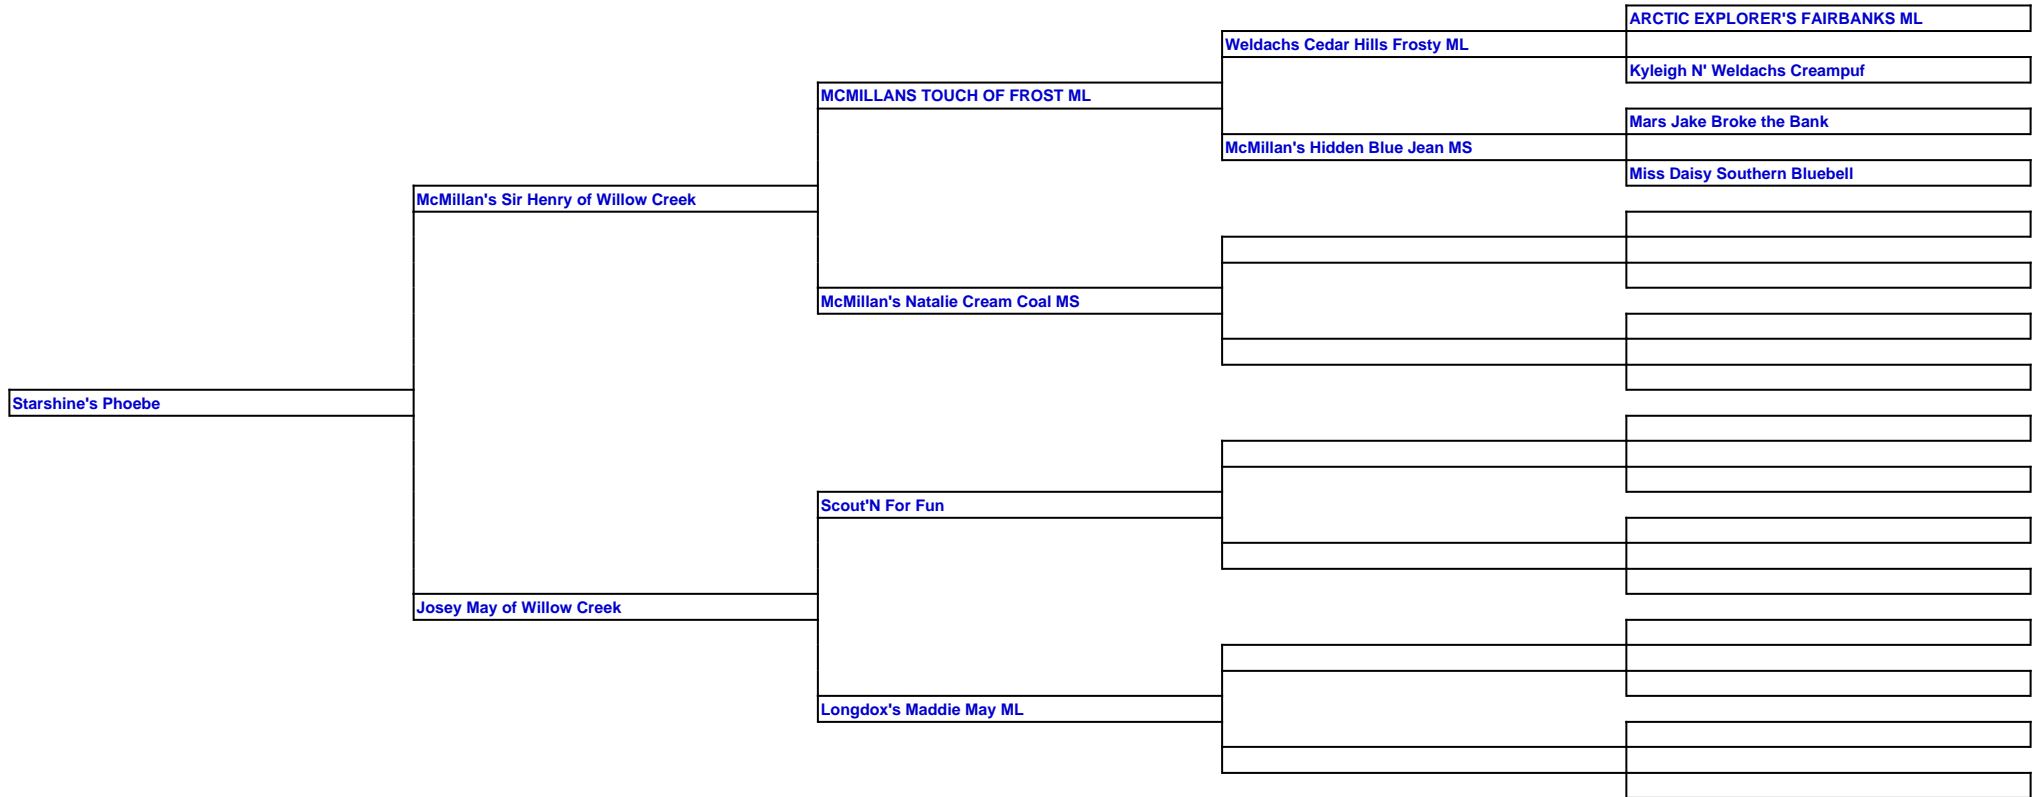 ARCTIC EXPLORER'S FAIRBANKS ML
Weldachs Cedar Hills Frosty ML
Kyleigh N' Weldachs Creampuf
MCMILLANS TOUCH OF FROST ML
Mars Jake Broke the Bank
McMillan's Hidden Blue Jean MS
Miss Daisy Southern Bluebell
McMillan's Sir Henry of Willow Creek
McMillan's Natalie Cream Coal MS
Starshine's Phoebe
Scout'N For Fun
Josey May of Willow Creek
Longdox's Maddie May ML